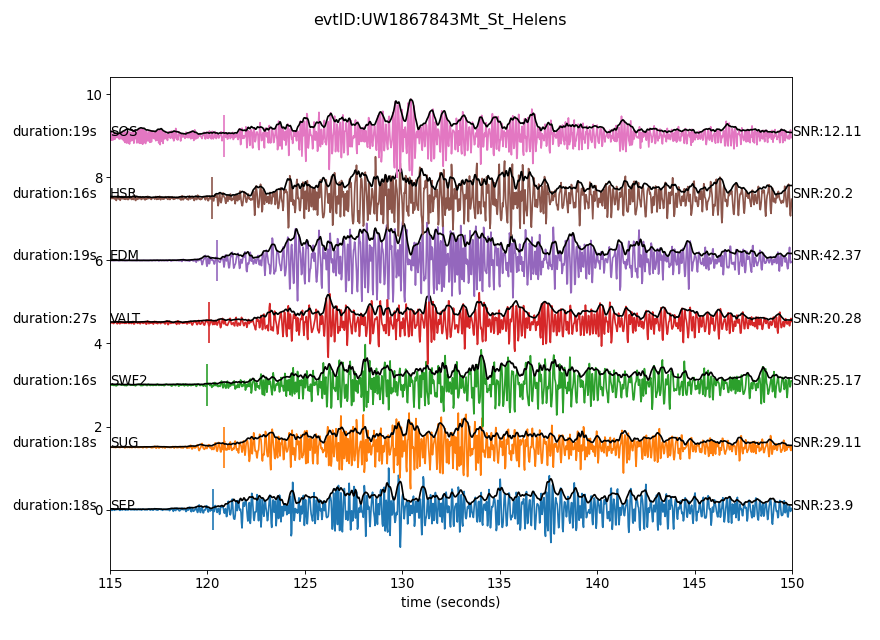 evtID:UW1867843Mt_St_Helens
10
duration:19s SOS SNR:12.11
8
duration:16s HSR SNR:20.2
duration:19s EDM SNR:42.37
6
duration:27s VALT SNR:20.28
4
duration:16s SWF2 SNR:25.17
2
duration:18s SUG SNR:29.11
duration:18s SEP SNR:23.9
0
115 120 125 130 135 140 145 150
time (seconds)